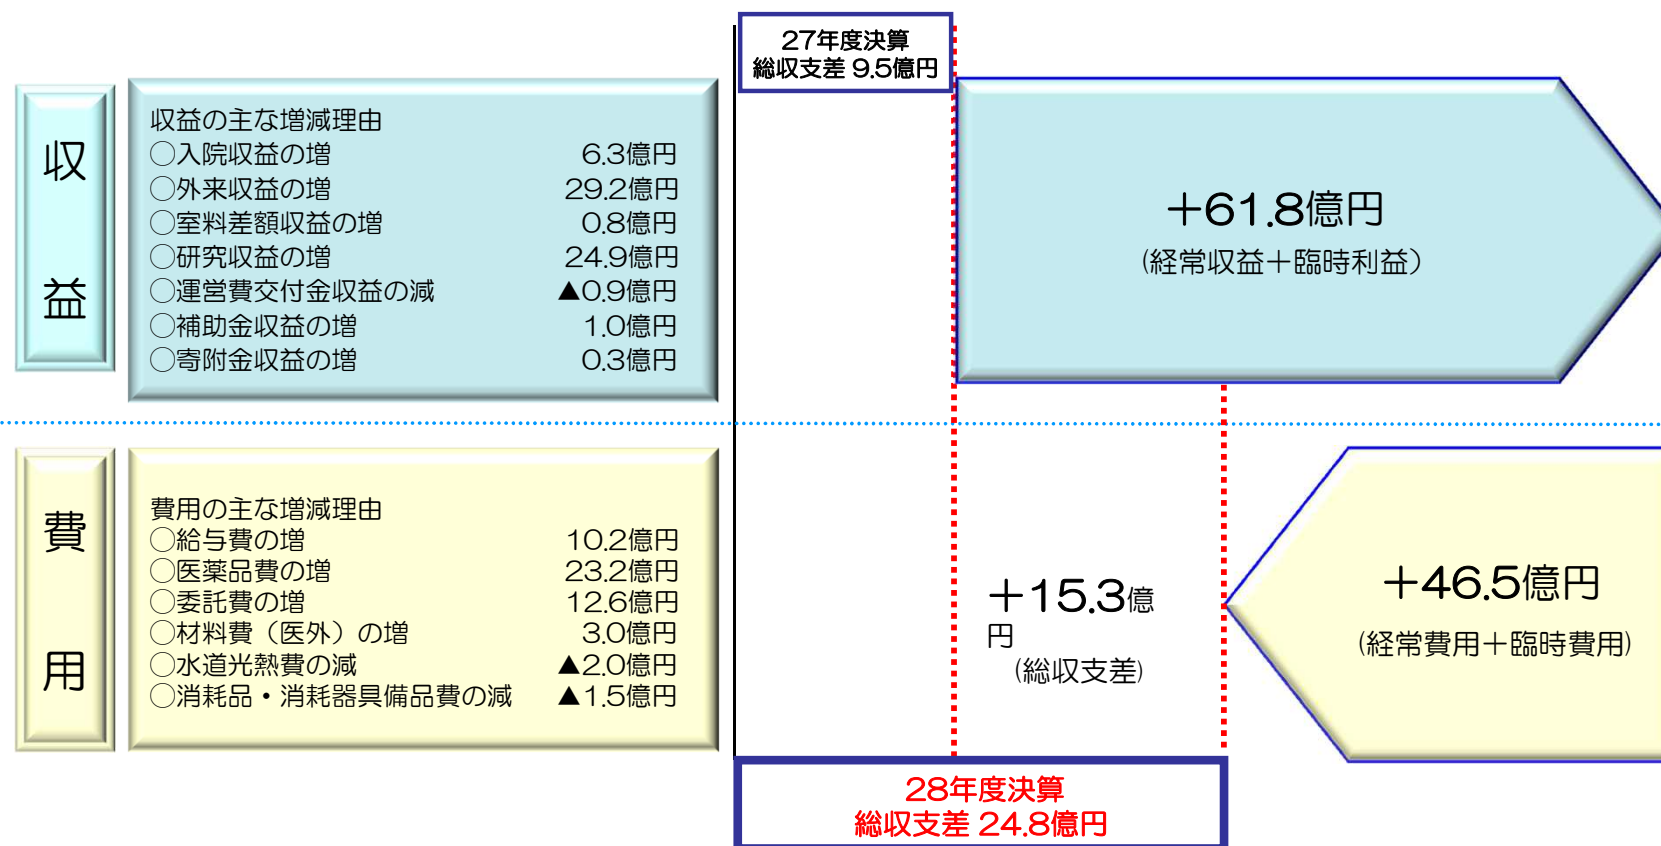 27年度決算
総収支差 9.5億円
収
益
収益の主な増減理由
○入院収益の増 6.3億円
○外来収益の増 29.2億円
○室料差額収益の増 0.8億円
○研究収益の増 24.9億円
○運営費交付金収益の減 ▲0.9億円
○補助金収益の増 1.0億円
○寄附金収益の増 0.3億円
＋61.8億円
(経常収益＋臨時利益）
費
用
費用の主な増減理由
○給与費の増 10.2億円
○医薬品費の増 23.2億円
○委託費の増 12.6億円
○材料費（医外）の増 3.0億円
○水道光熱費の減 ▲2.0億円
○消耗品・消耗器具備品費の減 ▲1.5億円
＋15.3億
円
(総収支差)
＋46.5億円
(経常費用＋臨時費用)
28年度決算
総収支差 24.8億円